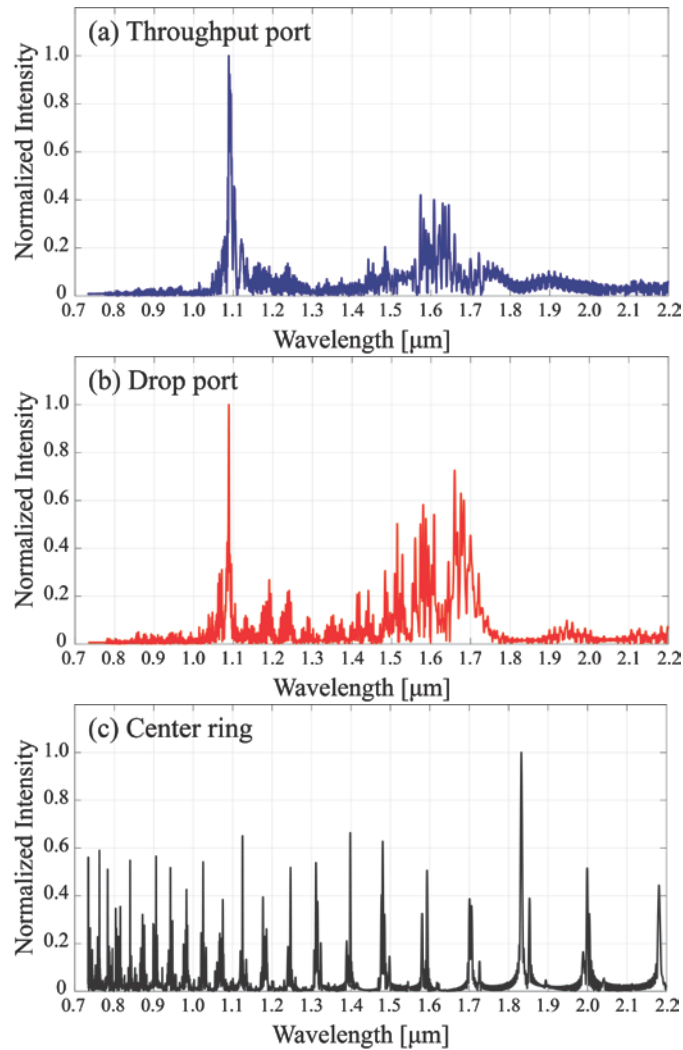 (a) Throughput port
Normalized Intensity
1.0
0.8
0.6
0.4
0.2
0
0.7 0.8 0.9 1.0 1.1 1.2 1.3 1.4 1.5 1.6 1.7 1.8 1.9 2.0 2.1 2.2
Wavelength [μm]
(b) Drop port
Normalized Intensity
1.0
0.8
0.6
0.4
0.2
0
0.7 0.8 0.9 1.0 1.1 1.2 1.3 1.4 1.5 1.6 1.7 1.8 1.9 2.0 2.1 2.2
Wavelength [μm]
(c) Center ring
Normalized Intensity
1.0
0.8
0.6
0.4
0.2
0
0.7 0.8 0.9 1.0 1.1 1.2 1.3 1.4 1.5 1.6 1.7 1.8 1.9 2.0 2.1 2.2
Wavelength [μm]